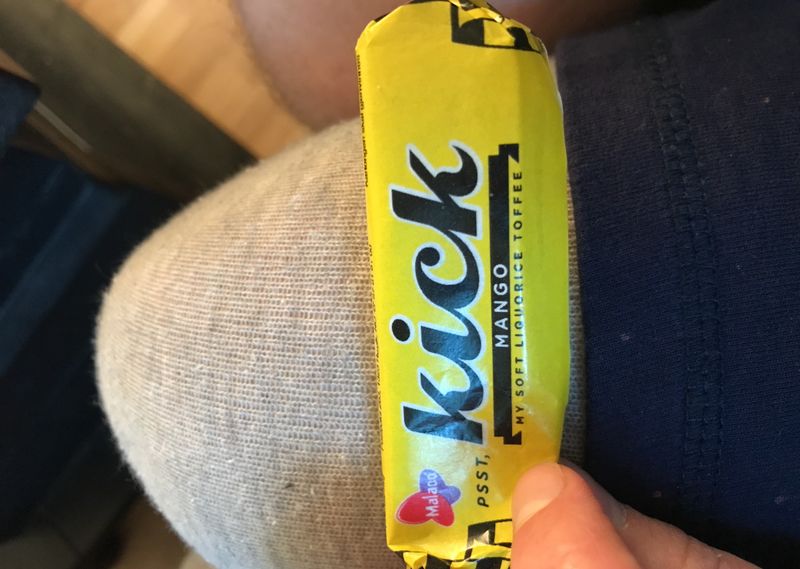 Malaco
kick
MANGO
PSST, MY SOFT LIQUORICE TOFFEE